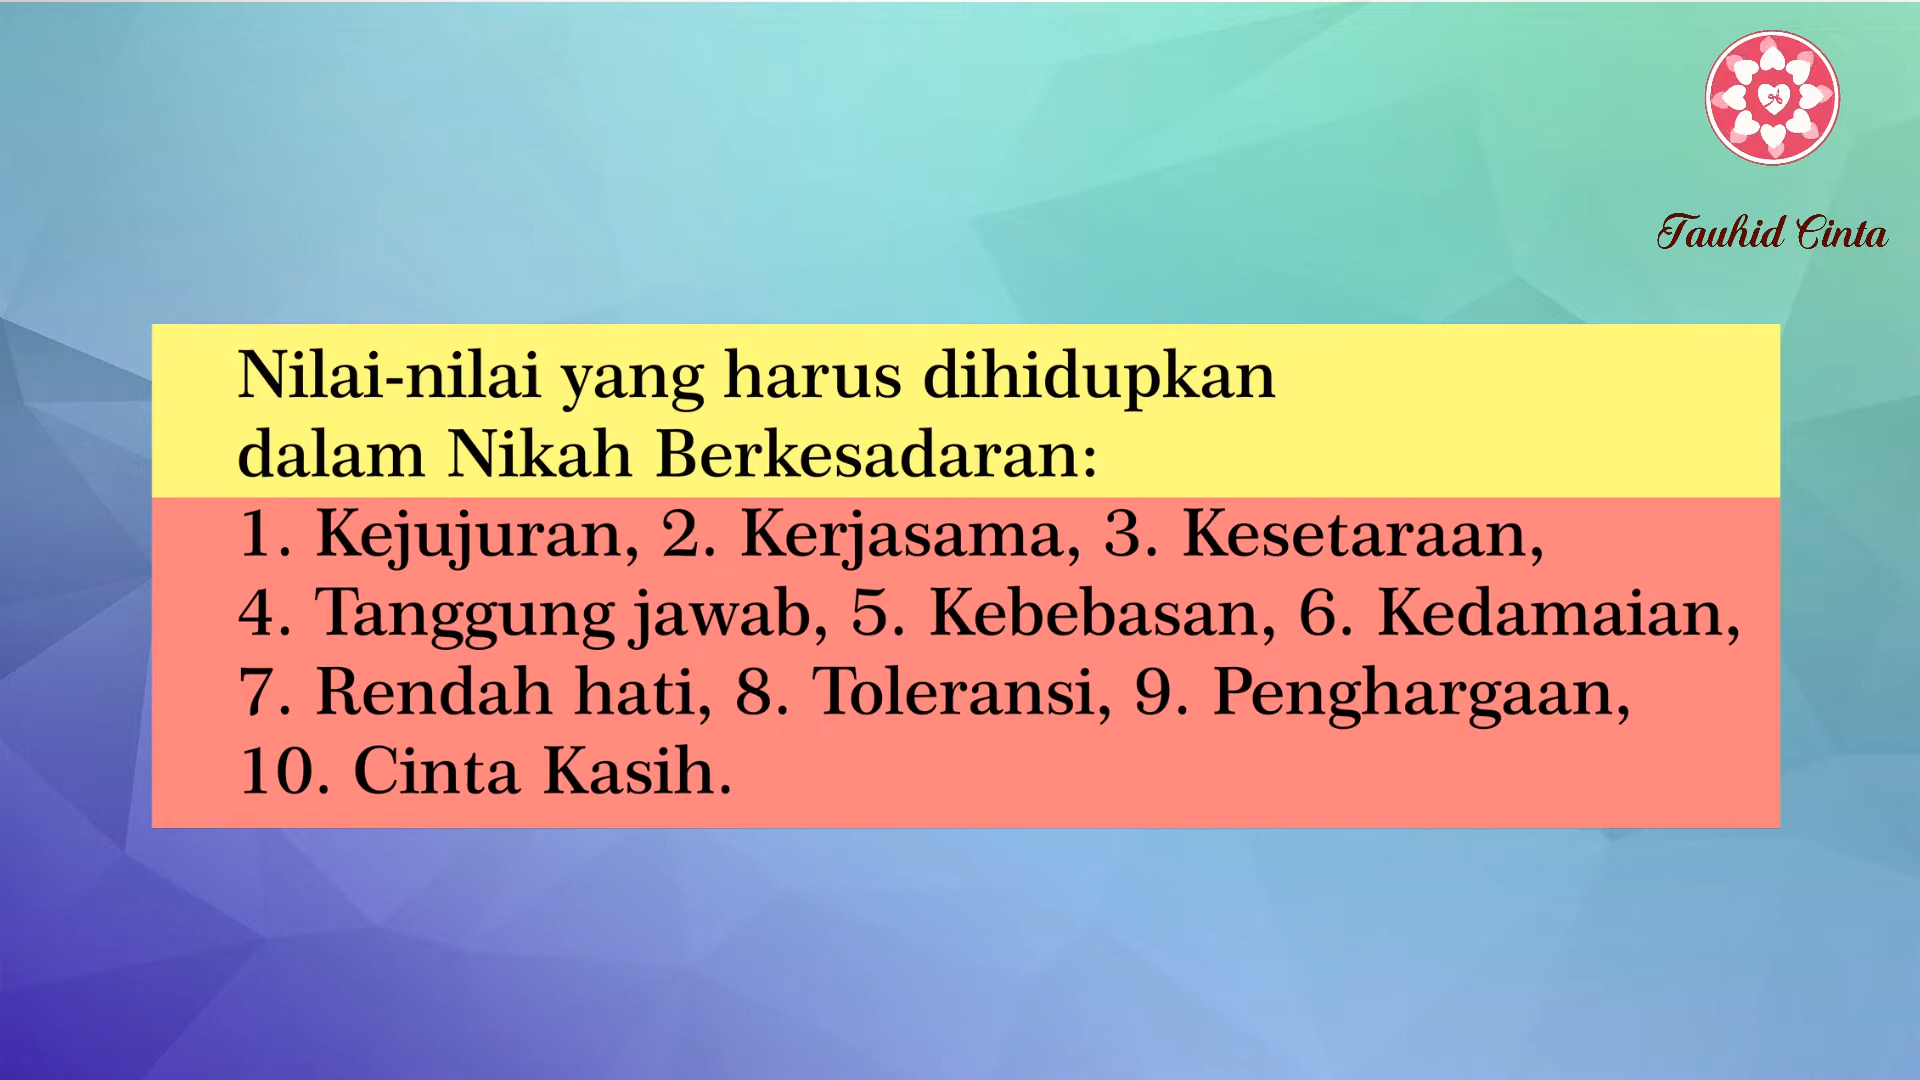 Tauhid Cinta
Nilai-nilai yang harus dihidupkan
dalam Nikah Berkesadaran:
1. Kejujuran, 2. Kerjasama, 3. Kesetaraan,
4. Tanggung jawab, 5. Kebebasan, 6. Kedamaian,
7. Rendah hati, 8. Toleransi, 9. Penghargaan,
10. Cinta Kasih.